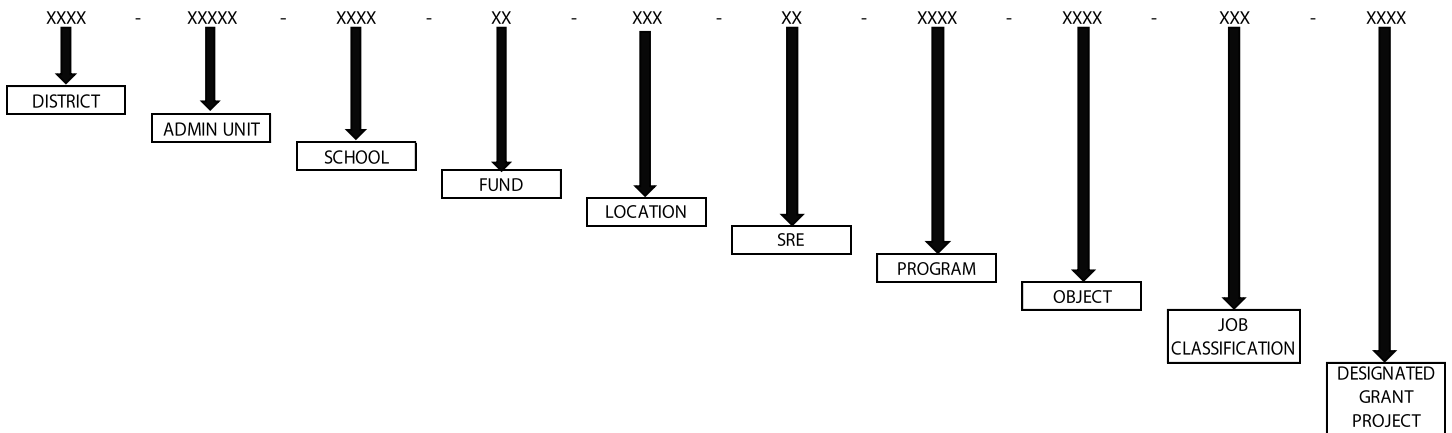 XXXX - XXXXX - XXXX - XX - XXX - XX - XXXX - XXXX - XXX - XXXX
DISTRICT
ADMIN UNIT
SCHOOL
FUND
LOCATION
SRE
PROGRAM
OBJECT
JOB
CLASSIFICATION
DESIGNATED
GRANT
PROJECT